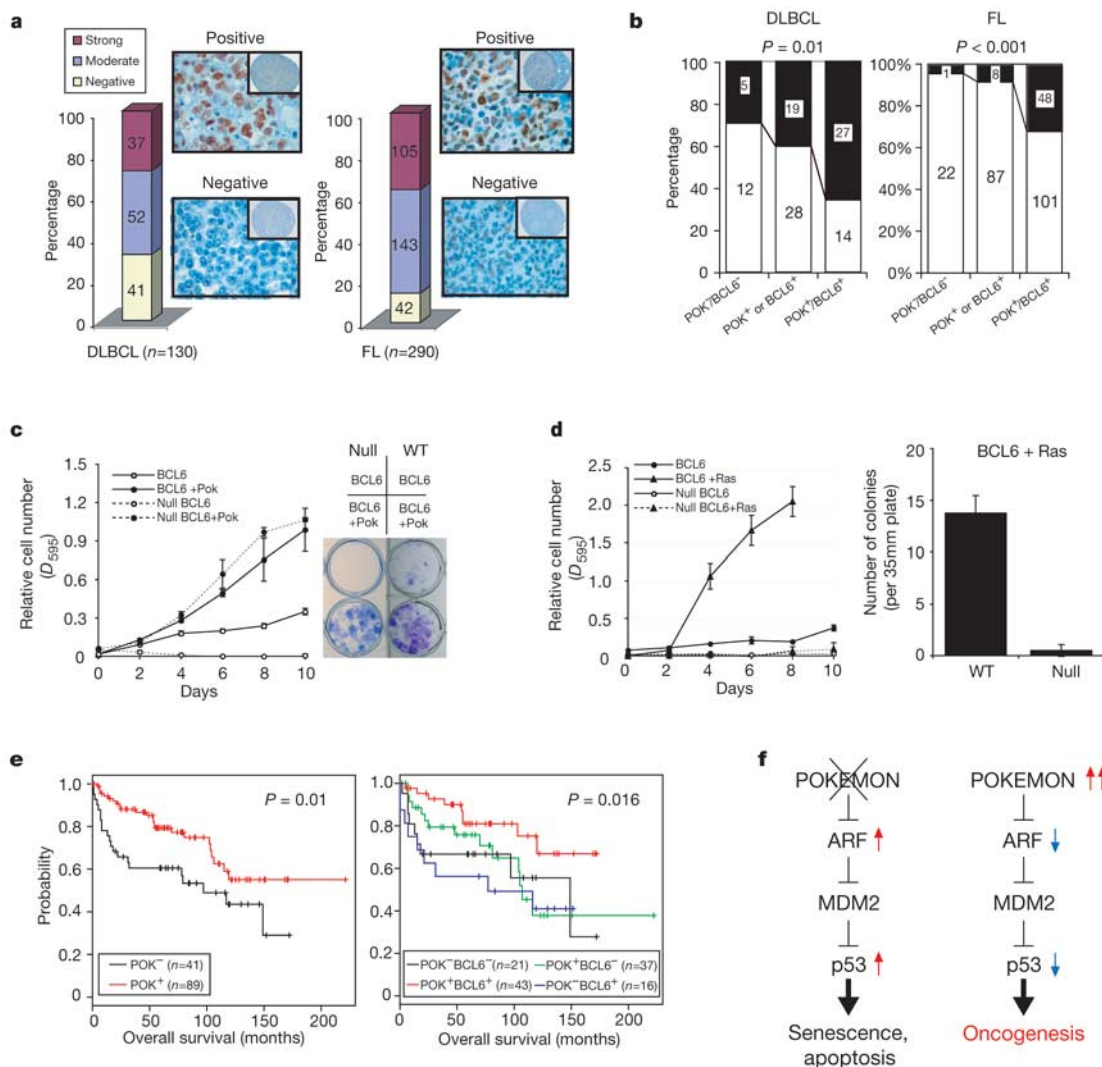 a
Strong
Moderate
Negative
Positive
Negative
Percentage
100
80
60
40
20
0
37
52
41
DLBCL (n=130)
Positive
Negative
Percentage
100
80
60
40
20
0
105
143
42
FL (n=290)
b
DLBCL
P = 0.01
Percentage
100
80
60
40
20
0
5
19
27
12
28
14
POK-/BCL6-
POK+ or BCL6+
POK+/BCL6+
FL
P < 0.001
100%
80%
60%
40%
20%
0%
1
8
48
22
87
101
POK-/BCL6-
POK+ or BCL6+
POK+/BCL6+
c
Relative cell number
(D595)
1.5
1.2
0.9
0.6
0.3
0
BCL6
BCL6 +Pok
Null BCL6
Null BCL6+Pok
0 2 4 6 8 10
Days
Null WT
BCL6 BCL6
BCL6 BCL6
+Pok +Pok
d
Relative cell number
(D595)
2.5
2.0
1.5
1.0
0.5
0
BCL6
BCL6 +Ras
Null BCL6
Null BCL6+Ras
0 2 4 6 8 10
Days
BCL6 + Ras
Number of colonies
(per 35mm plate)
20
15
10
5
0
WT Null
e
Probability
1.0
0.8
0.6
0.4
0.2
0
P = 0.01
POK− (n=41)
POK+ (n=89)
0 50 100 150 200
Overall survival (months)
1.0
0.8
0.6
0.4
0.2
0
P = 0.016
POK−BCL6− (n=21) POK+BCL6− (n=37)
POK+BCL6+ (n=43) POK−BCL6+ (n=16)
0 50 100 150 200
Overall survival (months)
f
POKEMON POKEMON
ARF ARF
MDM2 MDM2
p53 p53
Senescence, Oncogenesis
apoptosis